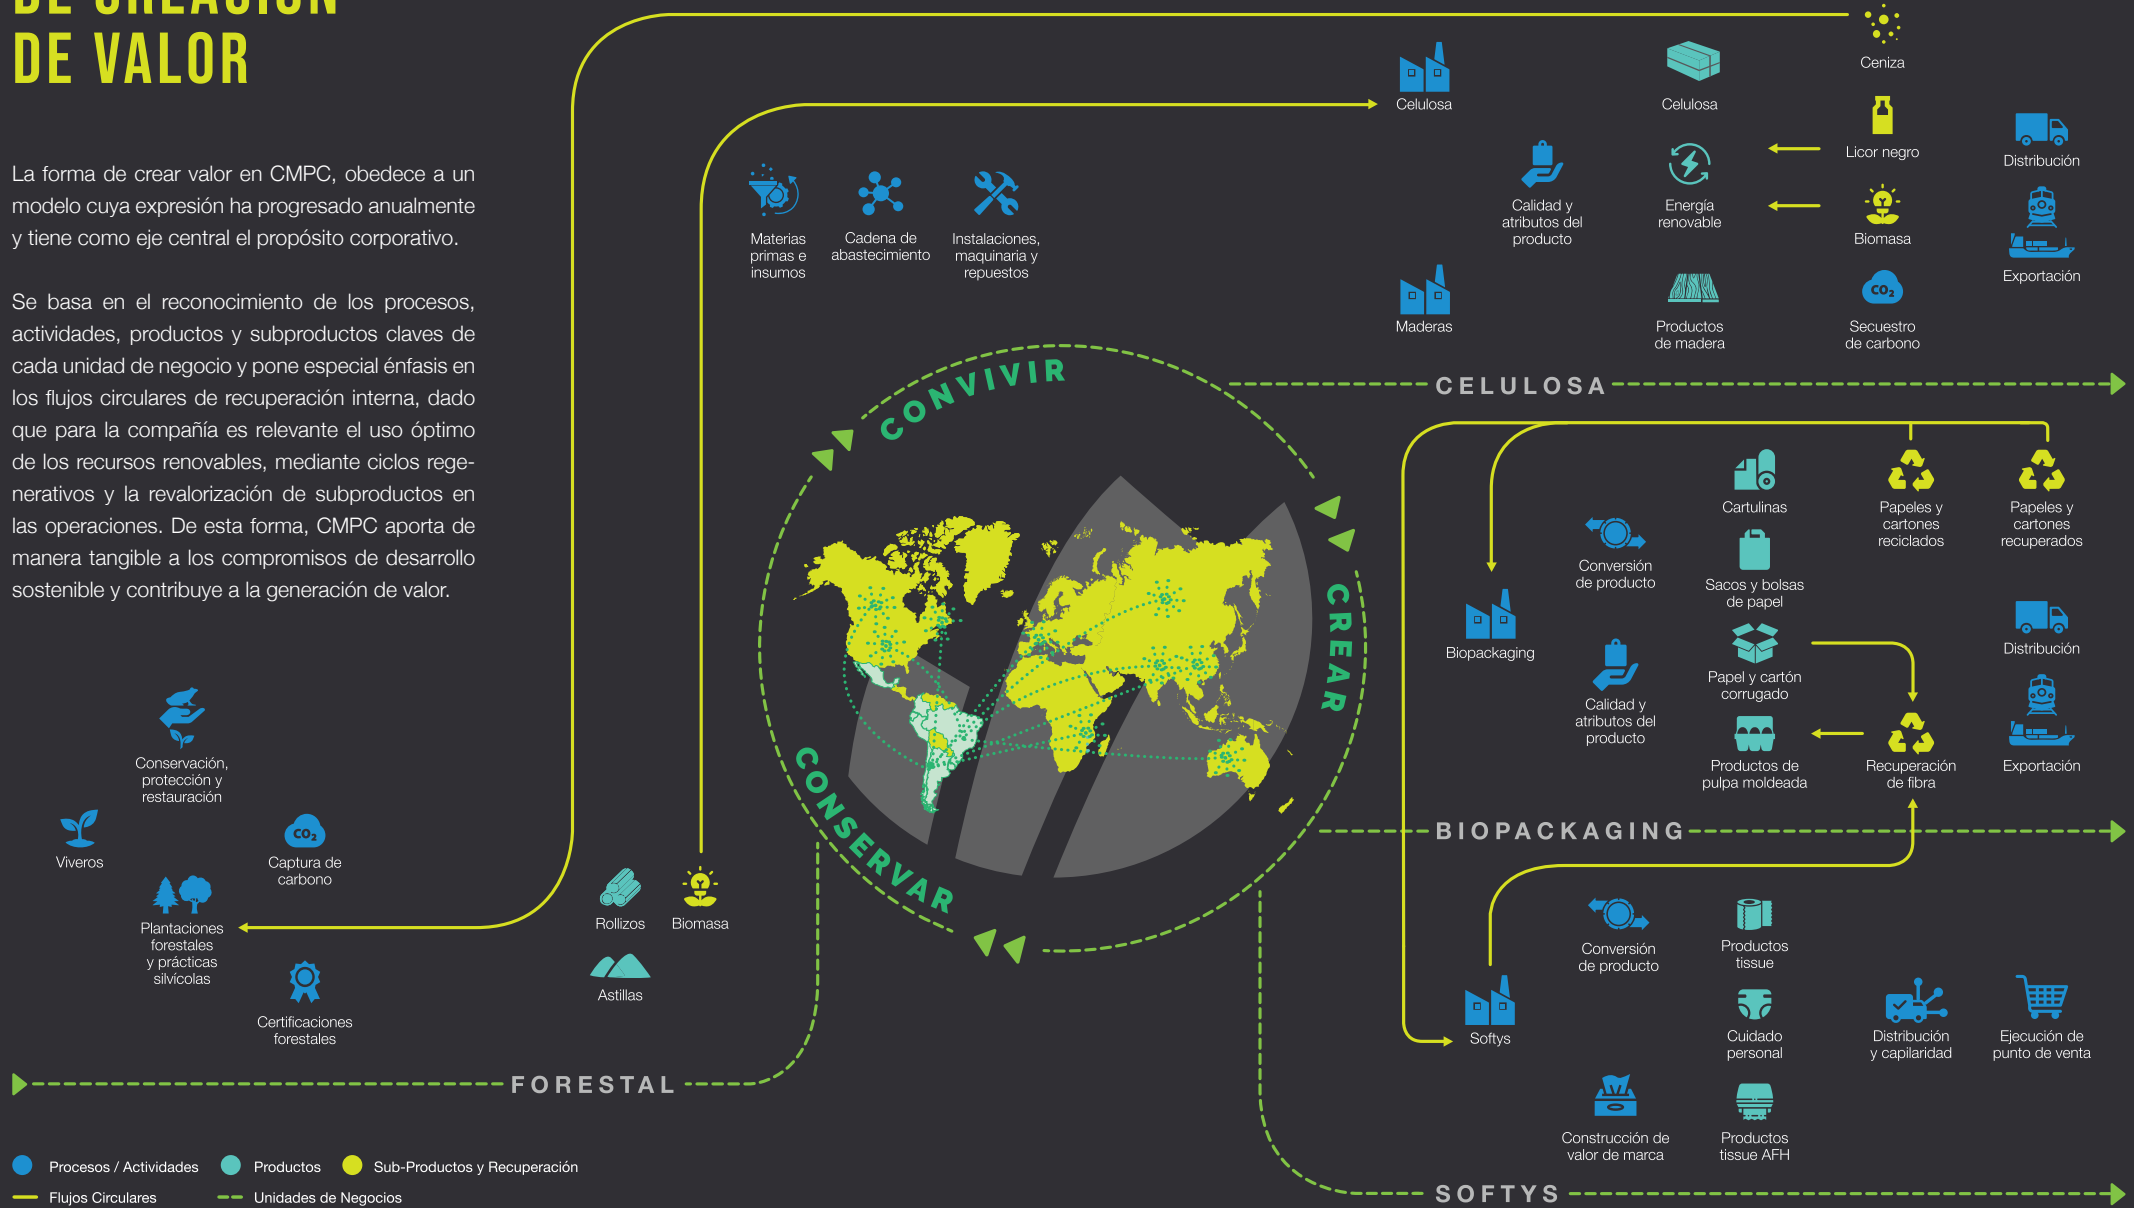 DE CREACIÓN
DE VALOR
La forma de crear valor en CMPC, obedece a un
modelo cuya expresión ha progresado anualmente
y tiene como eje central el propósito corporativo.
Se basa en el reconocimiento de los procesos,
actividades, productos y subproductos claves de
cada unidad de negocio y pone especial énfasis en
los flujos circulares de recuperación interna, dado
que para la compañía es relevante el uso óptimo
de los recursos renovables, mediante ciclos rege-
nerativos y la revalorización de subproductos en
las operaciones. De esta forma, CMPC aporta de
manera tangible a los compromisos de desarrollo
sostenible y contribuye a la generación de valor.
Conservación,
protección y
restauración
Viveros
CO₂
Captura de
carbono
Plantaciones
forestales
y prácticas
silvícolas
Certificaciones
forestales
Rollizos
Biomasa
Astillas
FORESTAL
Materias
primas e
insumos
Cadena de
abastecimiento
Instalaciones,
maquinaria y
repuestos
CONVIVIR
CREAR
CONSERVAR
Celulosa
Maderas
Calidad y
atributos del
producto
Celulosa
Energía
renovable
Productos
de madera
Ceniza
Licor negro
Biomasa
CO₂
Secuestro
de carbono
Distribución
Exportación
CELULOSA
Biopackaging
Conversión
de producto
Calidad y
atributos del
producto
Cartulinas
Sacos y bolsas
de papel
Papel y cartón
corrugado
Productos de
pulpa moldeada
Papeles y
cartones
reciclados
Papeles y
cartones
recuperados
Recuperación
de fibra
Distribución
Exportación
BIOPACKAGING
Softys
Conversión
de producto
Construcción de
valor de marca
Productos
tissue
Cuidado
personal
Productos
tissue AFH
Distribución
y capilaridad
Ejecución de
punto de venta
SOFTYS
Procesos / Actividades
Productos
Sub-Productos y Recuperación
Flujos Circulares
Unidades de Negocios